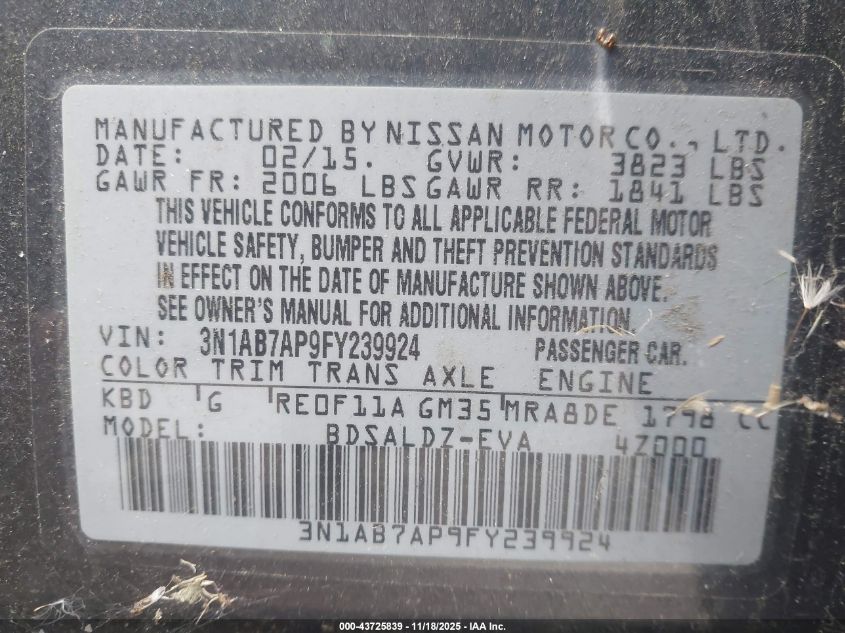 MANUFACTURED BY NISSAN MOTOR CO., LTD.
DATE: 02/15. GVWR: 3823 LBS
GAWR FR: 2006 LBS GAWR RR: 1841 LBS
THIS VEHICLE CONFORMS TO ALL APPLICABLE FEDERAL MOTOR
VEHICLE SAFETY, BUMPER AND THEFT PREVENTION STANDARDS
IN EFFECT ON THE DATE OF MANUFACTURE SHOWN ABOVE.
SEE OWNER'S MANUAL FOR ADDITIONAL INFORMATION.
VIN: 3N1AB7AP9FY239924 PASSENGER CAR.
COLOR TRIM TRANS AXLE ENGINE
KBD G RE0F11A GM35 MRA8DE 1798 CC
MODEL: BDSALDZ-EVA 4Z000
3N1AB7AP9FY239924
000-43725839 - 11/18/2025 - IAA Inc.